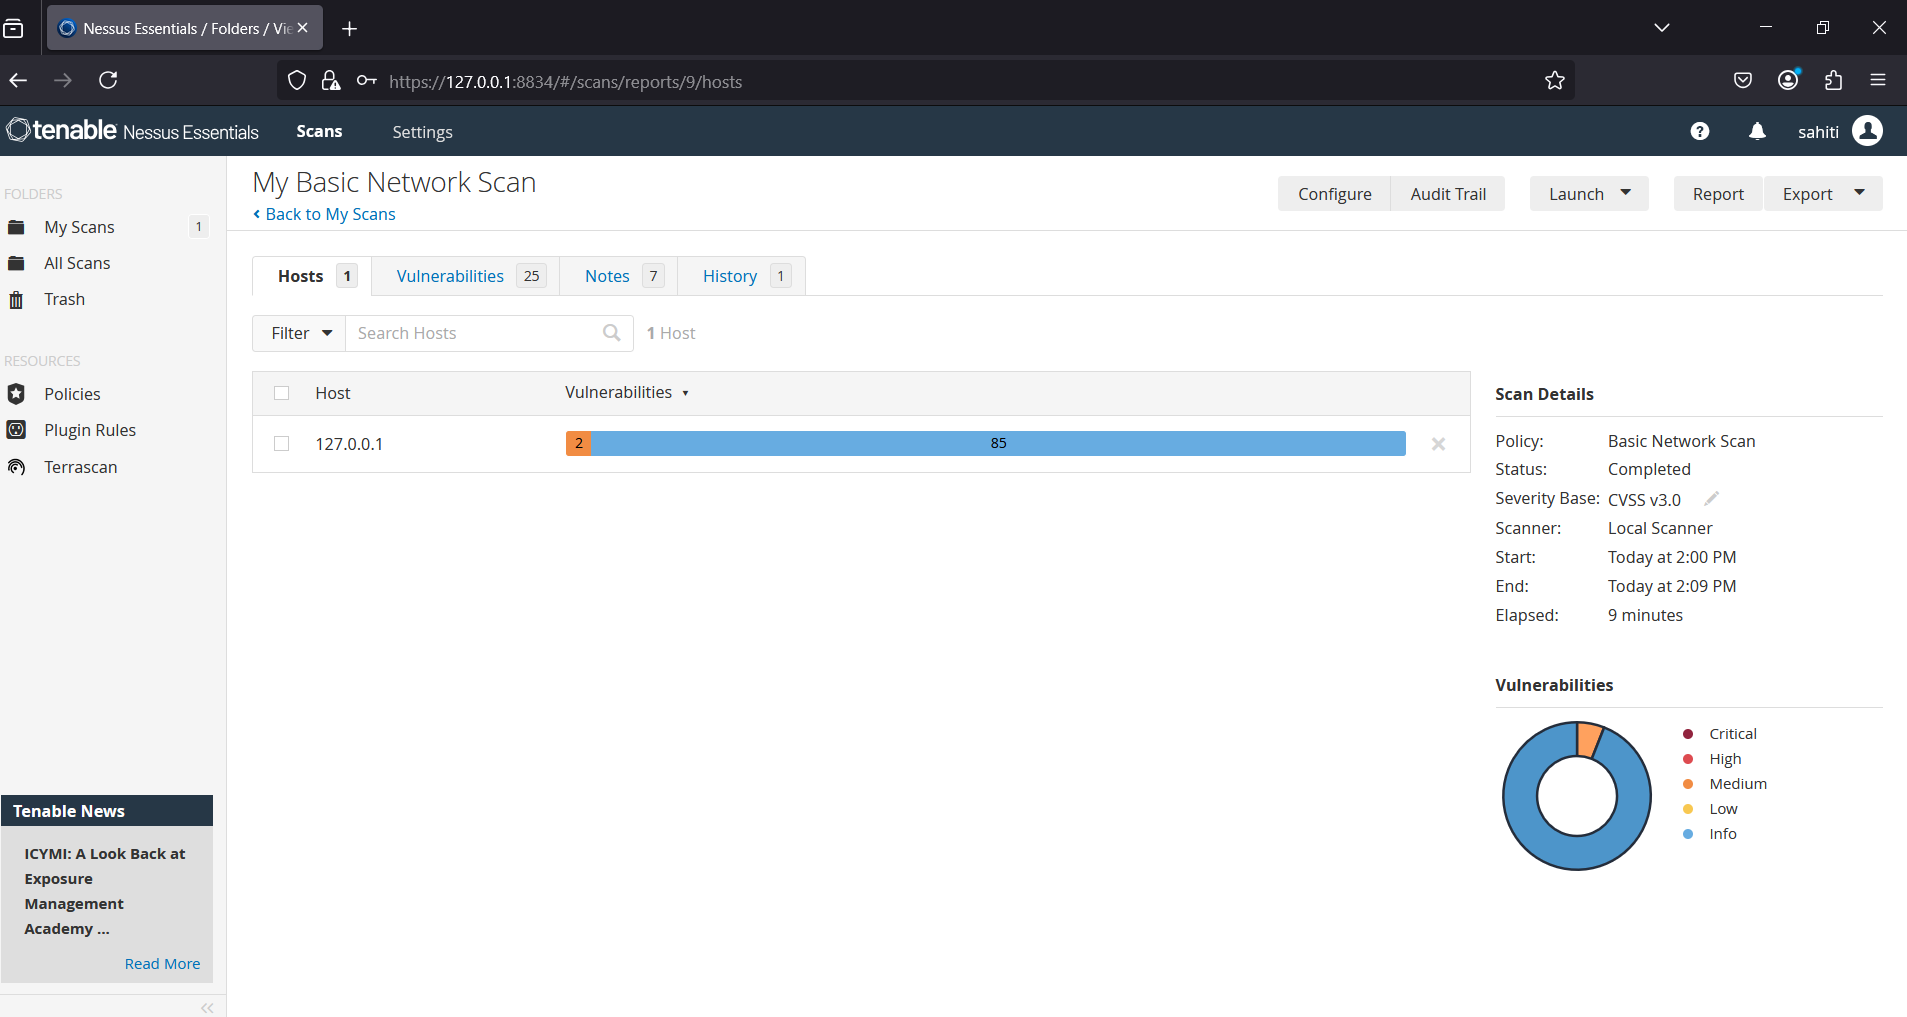 Nessus Essentials / Folders / Vie
https://127.0.0.1:8834/#/scans/reports/9/hosts
tenable Nessus Essentials Scans Settings sahiti
FOLDERS
My Scans 1
All Scans
Trash
RESOURCES
Policies
Plugin Rules
Terrascan
Tenable News
ICYMI: A Look Back at
Exposure
Management
Academy ...
Read More
My Basic Network Scan
Back to My Scans
Configure Audit Trail Launch Report Export
Hosts 1 Vulnerabilities 25 Notes 7 History 1
Filter Search Hosts 1 Host
Host Vulnerabilities
127.0.0.1 2 85
Scan Details
Policy: Basic Network Scan
Status: Completed
Severity Base: CVSS v3.0
Scanner: Local Scanner
Start: Today at 2:00 PM
End: Today at 2:09 PM
Elapsed: 9 minutes
Vulnerabilities
Critical
High
Medium
Low
Info